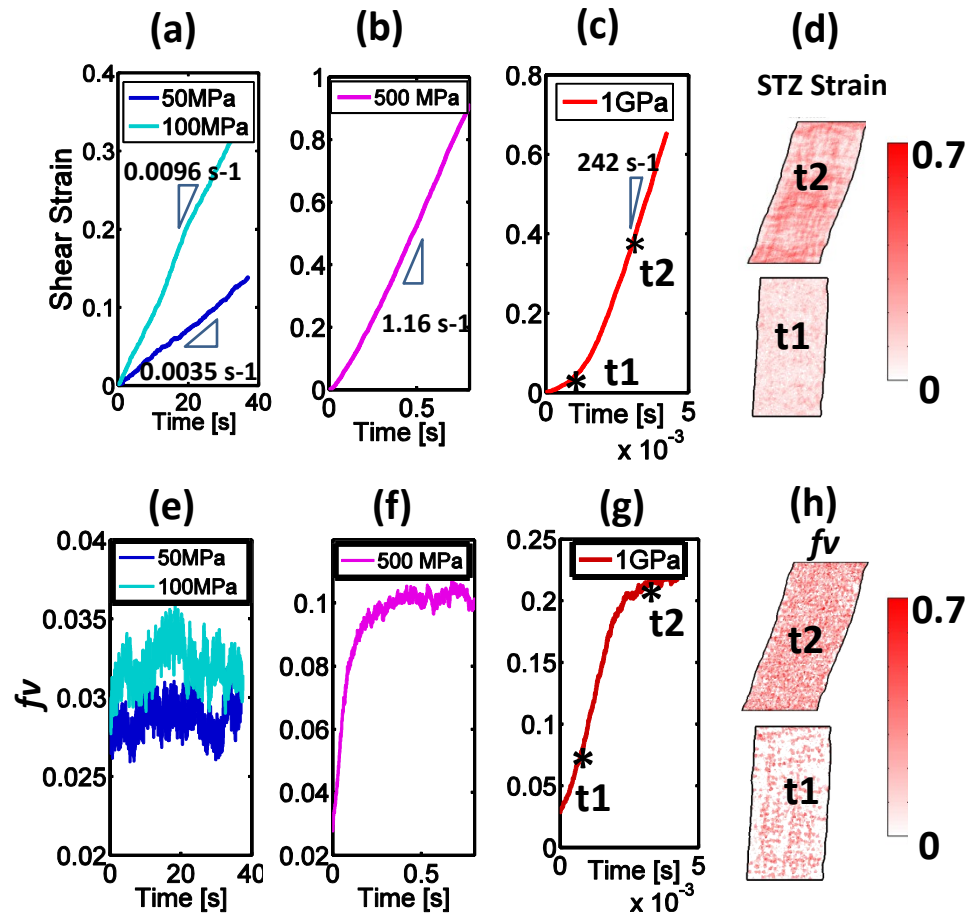 (a)
(b)
(c)
(d)
0.4
0.3
0.2
0.1
0
Shear Strain
50MPa
100MPa
0.0096 s-1
0.0035 s-1
0
20
40
Time [s]
1
0.8
0.6
0.4
0.2
0
500 MPa
1.16 s-1
0
0.5
Time [s]
0.8
0.6
0.4
0.2
0
1GPa
242 s-1
t2
t1
0
5
Time [s]
x 10-3
STZ Strain
t2
t1
0.7
0
(e)
(f)
(g)
(h)
0.04
0.035
0.03
0.025
0.02
fv
50MPa
100MPa
0
20
40
Time [s]
0.1
0.08
0.06
0.04
0.02
500 MPa
0
0.5
Time [s]
0.25
0.2
0.15
0.1
0.05
0
1GPa
t2
t1
0
5
Time [s]
x 10-3
fv
t2
t1
0.7
0